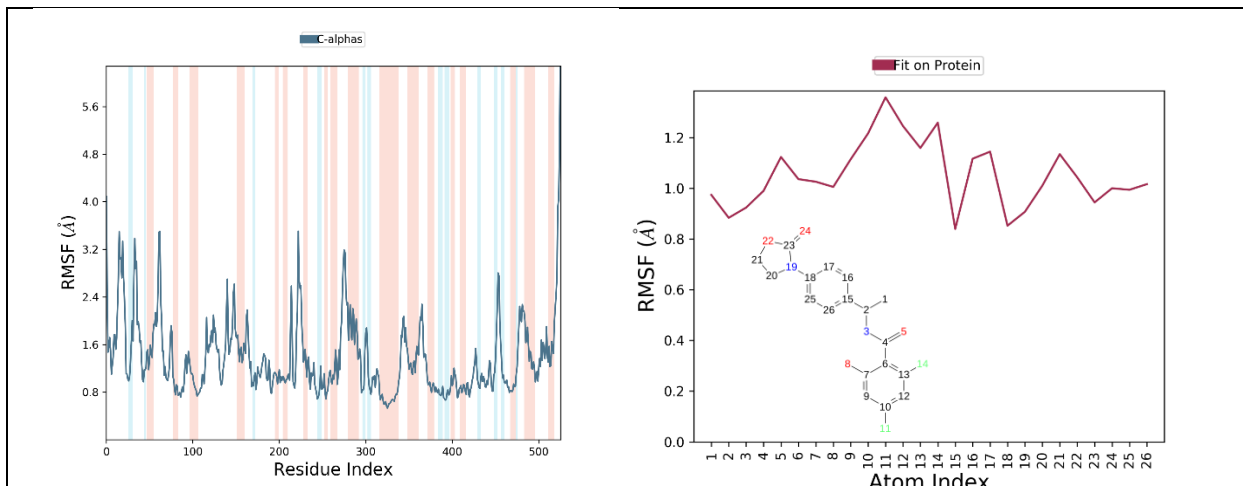 C-alphas
RMSF (Å)
5.6
4.8
4.0
3.2
2.4
1.6
0.8
0 100 200 300 400 500
Residue Index
Fit on Protein
RMSF (Å)
1.2
1.0
0.8
0.6
0.4
0.2
0.0
24
22 23
21 19 17
20 18 16
25 15 1
26 2
3 5
4
8 6
7 13 14
9 12
10
11
1 2 3 4 5 6 7 8 9 10 11 12 13 14 15 16 17 18 19 20 21 22 23 24 25 26
Atom Index